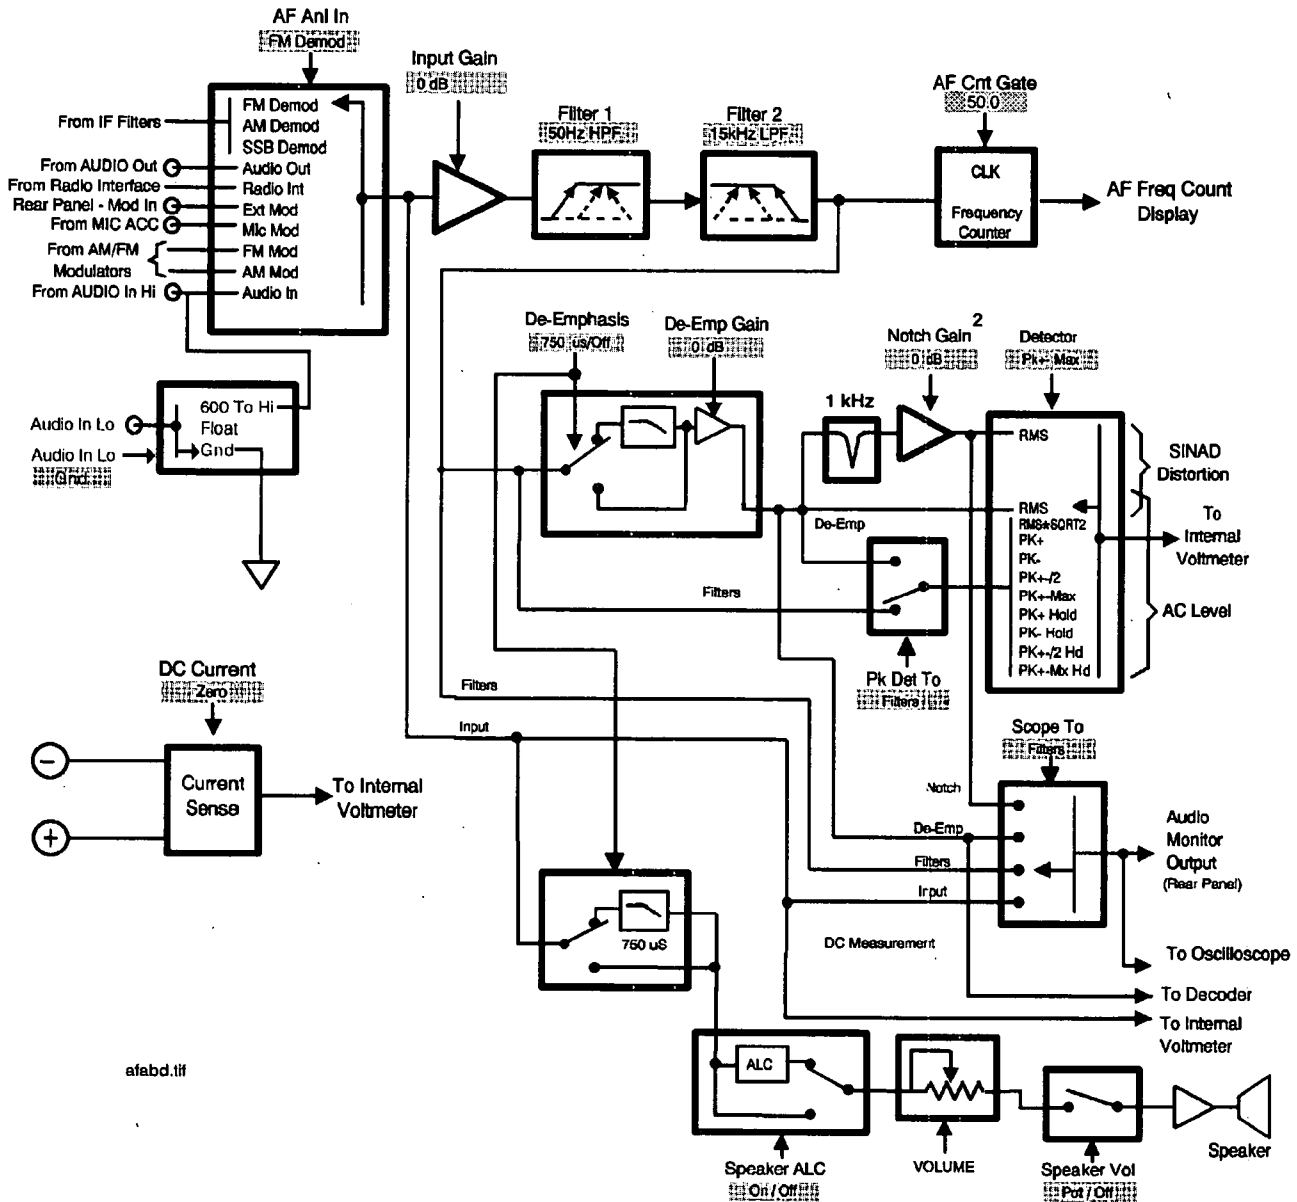 AF Anl In
FM Demod
Input Gain
0 dB
AF Cnt Gate
50.0
Filter 1
50Hz HPF
Filter 2
15kHz LPF
From IF Filters
FM Demod
AM Demod
SSB Demod
From AUDIO Out
Audio Out
From Radio Interface
Radio Int
Rear Panel - Mod In
Ext Mod
From MIC ACC
Mic Mod
From AM/FM
Modulators
FM Mod
AM Mod
From AUDIO In Hi
Audio In
CLK
Frequency
Counter
AF Freq Count
Display
De-Emphasis
750 us/Off
De-Emp Gain
0 dB
Notch Gain 2
0 dB
Detector
Pk+- Max
600 To Hi
Float
Gnd
Audio In Lo
Audio In Lo
Gnd
1 kHz
RMS
SINAD
Distortion
RMS
RMS*SQRT2
PK+
PK-
PK+-/2
PK+-Max
PK+ Hold
PK- Hold
PK+-/2 Hd
PK+-Mx Hd
To
Internal
Voltmeter
AC Level
De-Emp
Filters
Pk Det To
Filters
DC Current
Zero
Current
Sense
To Internal
Voltmeter
−
+
Filters
Input
Scope To
Filters
Notch
De-Emp
Filters
Input
Audio
Monitor
Output
(Rear Panel)
750 uS
DC Measurement
To Oscilloscope
To Decoder
To Internal
Voltmeter
ALC
afabd.tif
Speaker ALC
On / Off
VOLUME
Speaker Vol
Pot / Off
Speaker